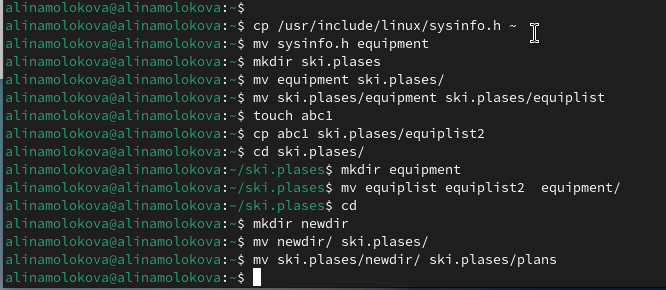 alinamolokova@alinamolokova:~$
alinamolokova@alinamolokova:~$ cp /usr/include/linux/sysinfo.h ~
alinamolokova@alinamolokova:~$ mv sysinfo.h equipment
alinamolokova@alinamolokova:~$ mkdir ski.plases
alinamolokova@alinamolokova:~$ mv equipment ski.plases/
alinamolokova@alinamolokova:~$ mv ski.plases/equipment ski.plases/equiplist
alinamolokova@alinamolokova:~$ touch abc1
alinamolokova@alinamolokova:~$ cp abc1 ski.plases/equiplist2
alinamolokova@alinamolokova:~$ cd ski.plases/
alinamolokova@alinamolokova:~/ski.plases$ mkdir equipment
alinamolokova@alinamolokova:~/ski.plases$ mv equiplist equiplist2  equipment/
alinamolokova@alinamolokova:~/ski.plases$ cd
alinamolokova@alinamolokova:~$ mkdir newdir
alinamolokova@alinamolokova:~$ mv newdir/ ski.plases/
alinamolokova@alinamolokova:~$ mv ski.plases/newdir/ ski.plases/plans
alinamolokova@alinamolokova:~$